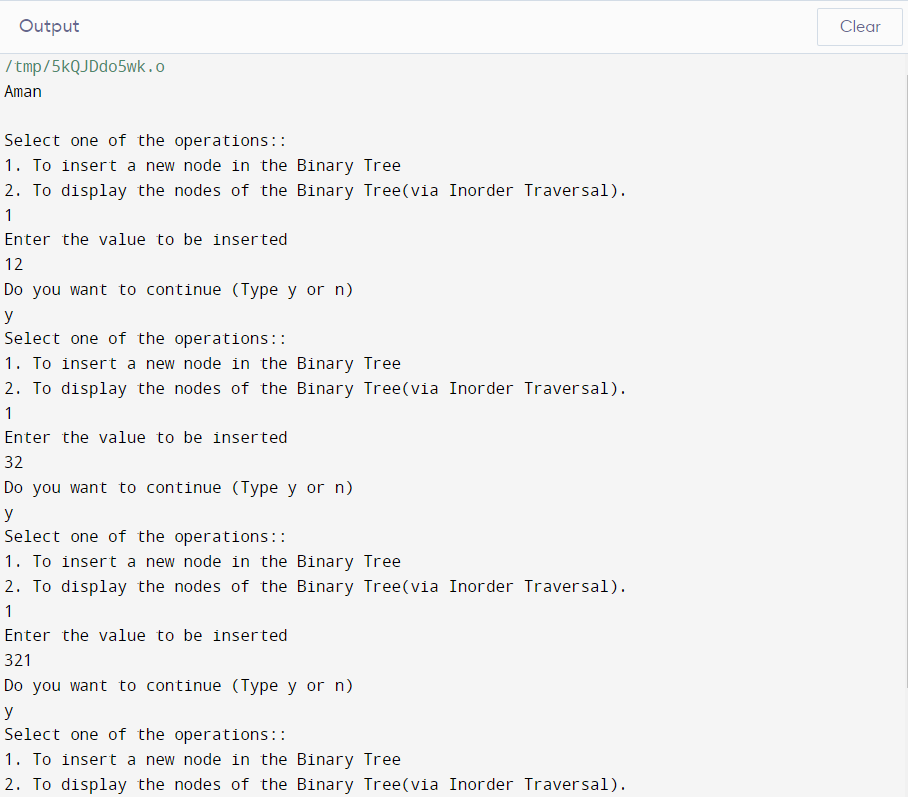 Output
Clear
/tmp/5kQJDdo5wk.o
Aman
Select one of the operations::
1. To insert a new node in the Binary Tree
2. To display the nodes of the Binary Tree(via Inorder Traversal).
1
Enter the value to be inserted
12
Do you want to continue (Type y or n)
y
Select one of the operations::
1. To insert a new node in the Binary Tree
2. To display the nodes of the Binary Tree(via Inorder Traversal).
1
Enter the value to be inserted
32
Do you want to continue (Type y or n)
y
Select one of the operations::
1. To insert a new node in the Binary Tree
2. To display the nodes of the Binary Tree(via Inorder Traversal).
1
Enter the value to be inserted
321
Do you want to continue (Type y or n)
y
Select one of the operations::
1. To insert a new node in the Binary Tree
2. To display the nodes of the Binary Tree(via Inorder Traversal).